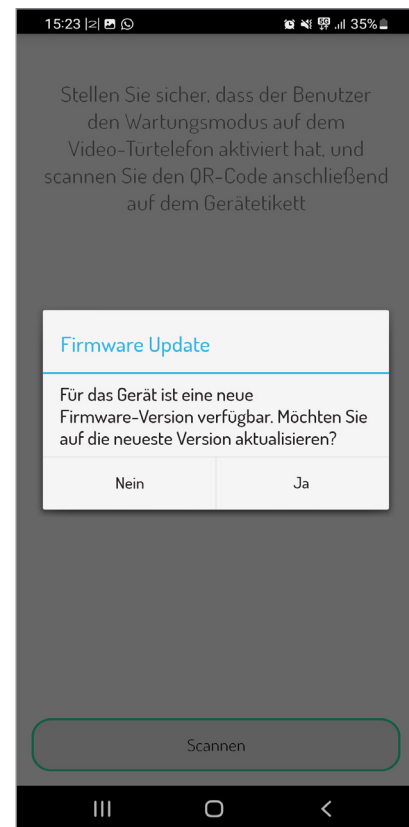 15:23
35%
Stellen Sie sicher, dass der Benutzer
den Wartungsmodus auf dem
Video-Türtelefon aktiviert hat, und
scannen Sie den QR-Code anschließend
auf dem Gerätetikett
Firmware Update
Für das Gerät ist eine neue
Firmware-Version verfügbar. Möchten Sie
auf die neueste Version aktualisieren?
Nein Ja
Scannen